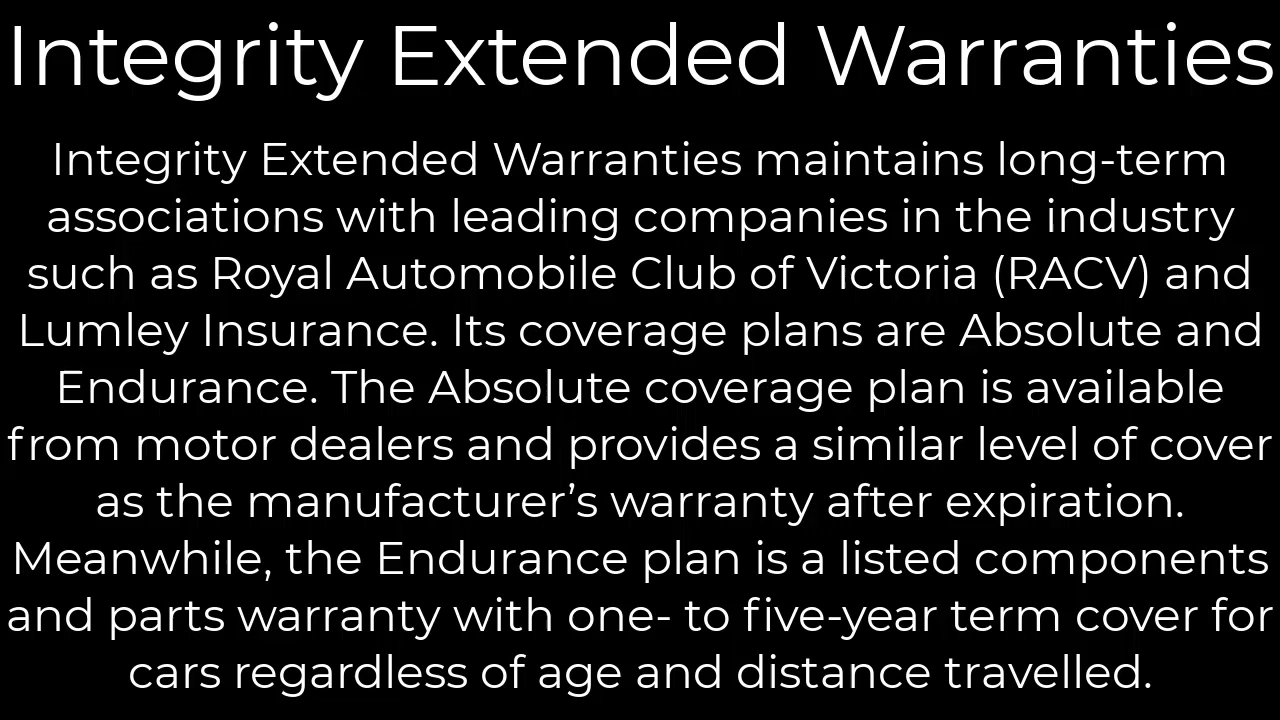 Integrity Extended Warranties
Integrity Extended Warranties maintains long-term
associations with leading companies in the industry
such as Royal Automobile Club of Victoria (RACV) and
Lumley Insurance. Its coverage plans are Absolute and
Endurance. The Absolute coverage plan is available
from motor dealers and provides a similar level of cover
as the manufacturer’s warranty after expiration.
Meanwhile, the Endurance plan is a listed components
and parts warranty with one- to five-year term cover for
cars regardless of age and distance travelled.